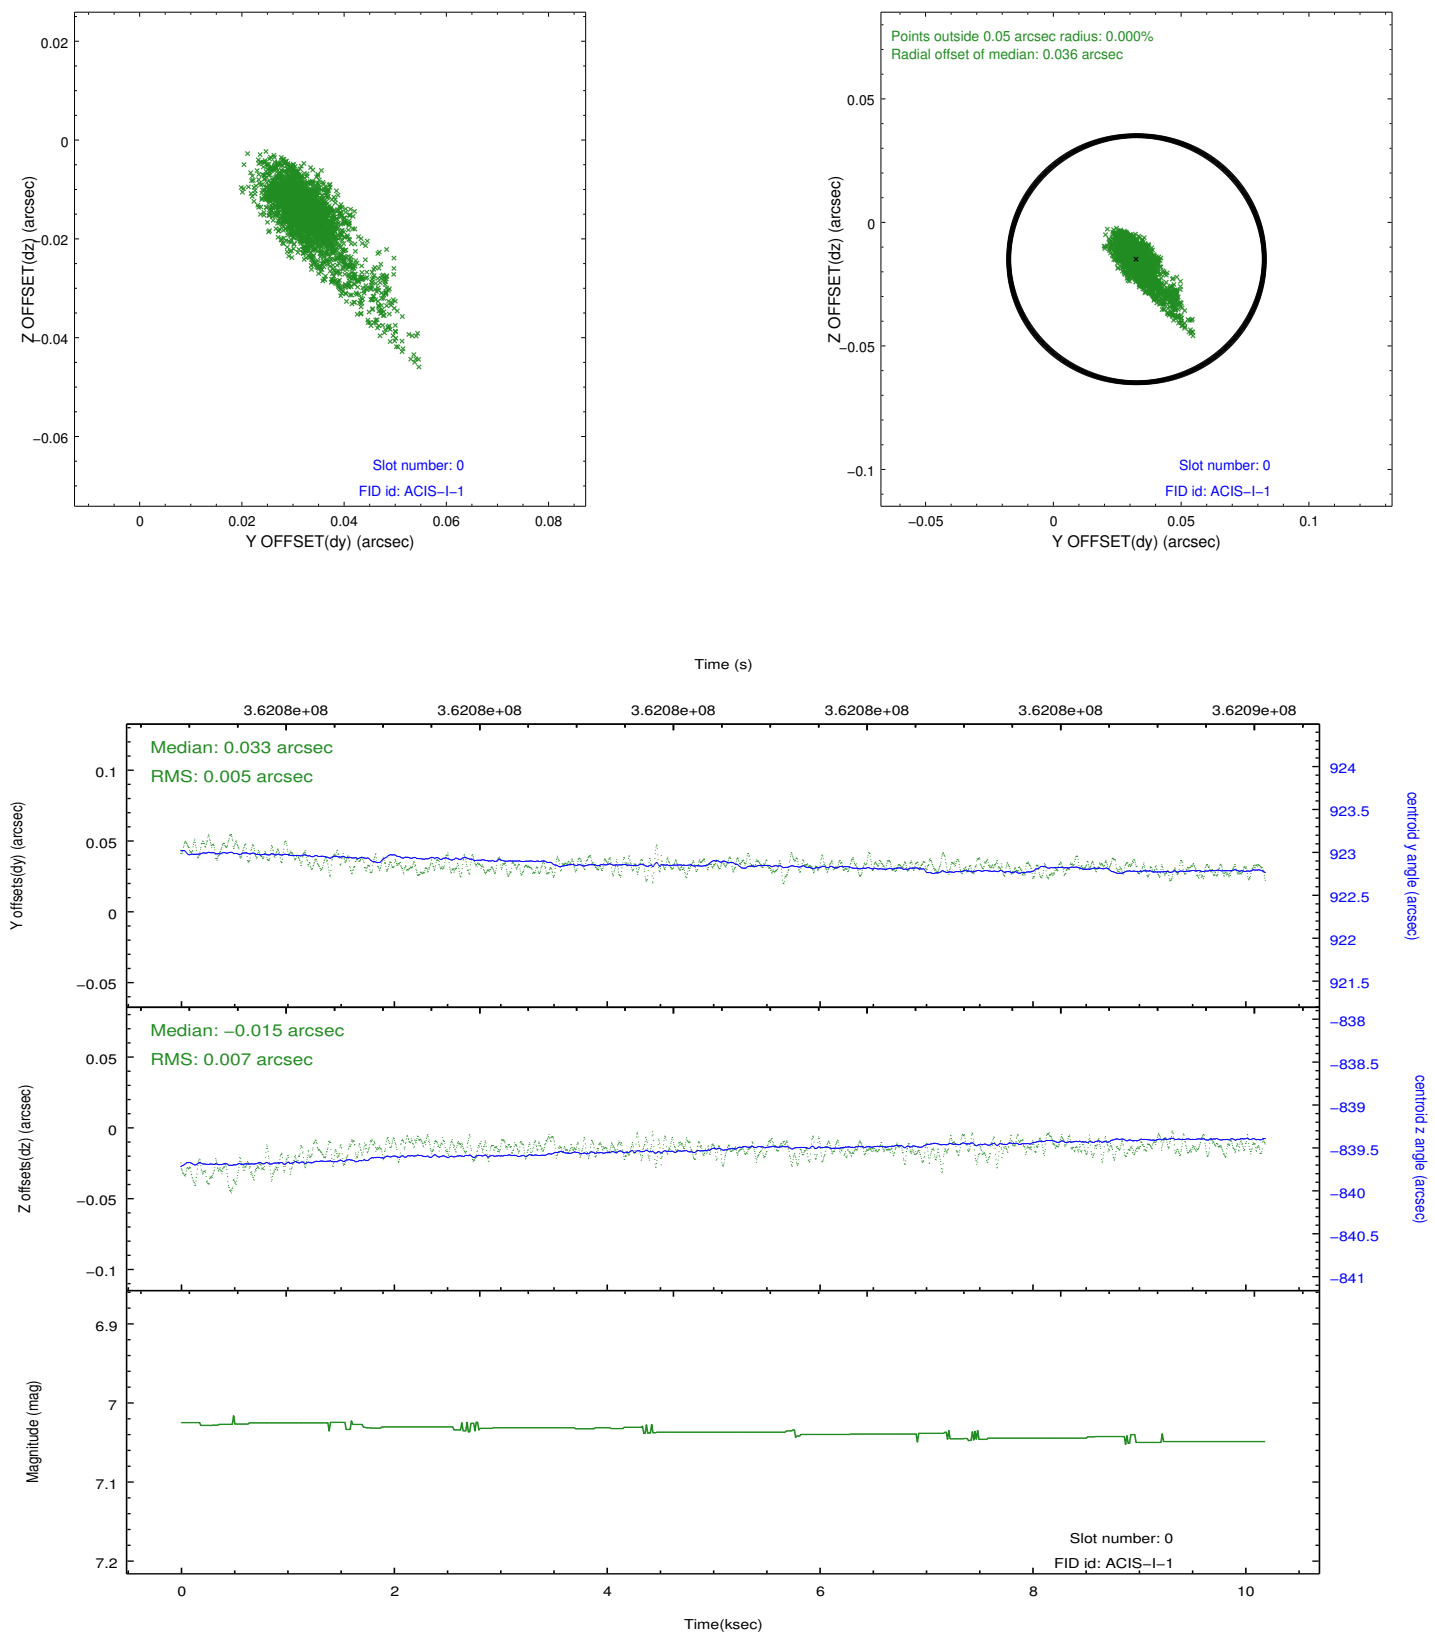 0.02
0
−0.02
−0.04
−0.06
Z OFFSET(dz) (arcsec)
Slot number: 0
FID id: ACIS−I−1
0
0.02
0.04
0.06
0.08
Y OFFSET(dy) (arcsec)
Points outside 0.05 arcsec radius: 0.000%
Radial offset of median: 0.036 arcsec
0.05
0
−0.05
−0.1
Z OFFSET(dz) (arcsec)
Slot number: 0
FID id: ACIS−I−1
−0.05
0
0.05
0.1
Y OFFSET(dy) (arcsec)
Time (s)
3.6208e+08
3.6208e+08
3.6208e+08
3.6208e+08
3.6208e+08
3.6209e+08
Median: 0.033 arcsec
RMS: 0.005 arcsec
0.1
0.05
0
−0.05
Y offsets(dy) (arcsec)
924
923.5
923
922.5
922
921.5
centroid y angle (arcsec)
Median: −0.015 arcsec
RMS: 0.007 arcsec
0.05
0
−0.05
−0.1
Z offsets(dz) (arcsec)
−838
−838.5
−839
−839.5
−840
−840.5
−841
centroid z angle (arcsec)
6.9
7
7.1
7.2
Magnitude (mag)
Slot number: 0
FID id: ACIS−I−1
0
2
4
6
8
10
Time(ksec)